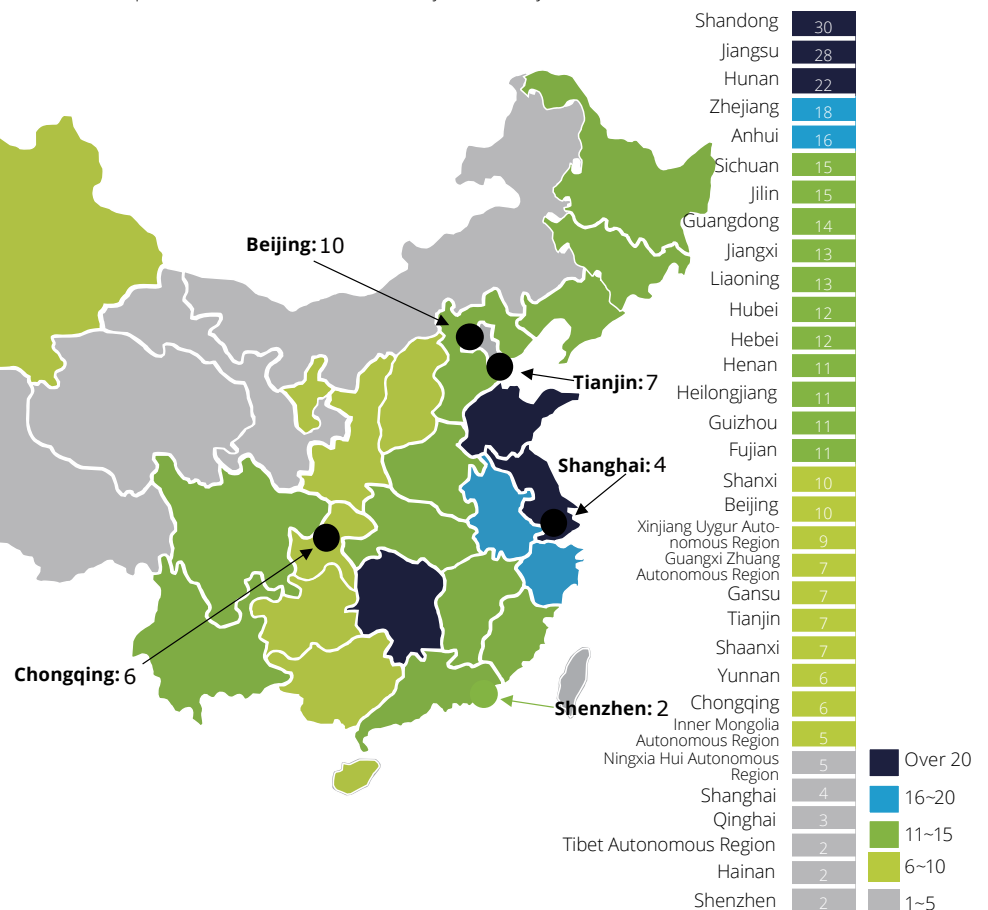 Shandong 30
Jiangsu 28
Hunan 22
Zhejiang 18
Anhui 16
Sichuan 15
Jilin 15
Guangdong 14
Jiangxi 13
Liaoning 13
Hubei 12
Hebei 12
Henan 11
Heilongjiang 11
Guizhou 11
Fujian 11
Shanxi 10
Beijing 10
Xinjiang Uygur Auto-
nomous Region 9
Guangxi Zhuang
Autonomous Region 7
Gansu 7
Tianjin 7
Shaanxi 7
Yunnan 6
Chongqing 6
Inner Mongolia
Autonomous Region 5
Ningxia Hui Autonomous
Region 5
Shanghai 4
Qinghai 3
Tibet Autonomous Region 2
Hainan 2
Shenzhen 2
Beijing: 10
Tianjin: 7
Shanghai: 4
Chongqing: 6
Shenzhen: 2
Over 20
16~20
11~15
6~10
1~5